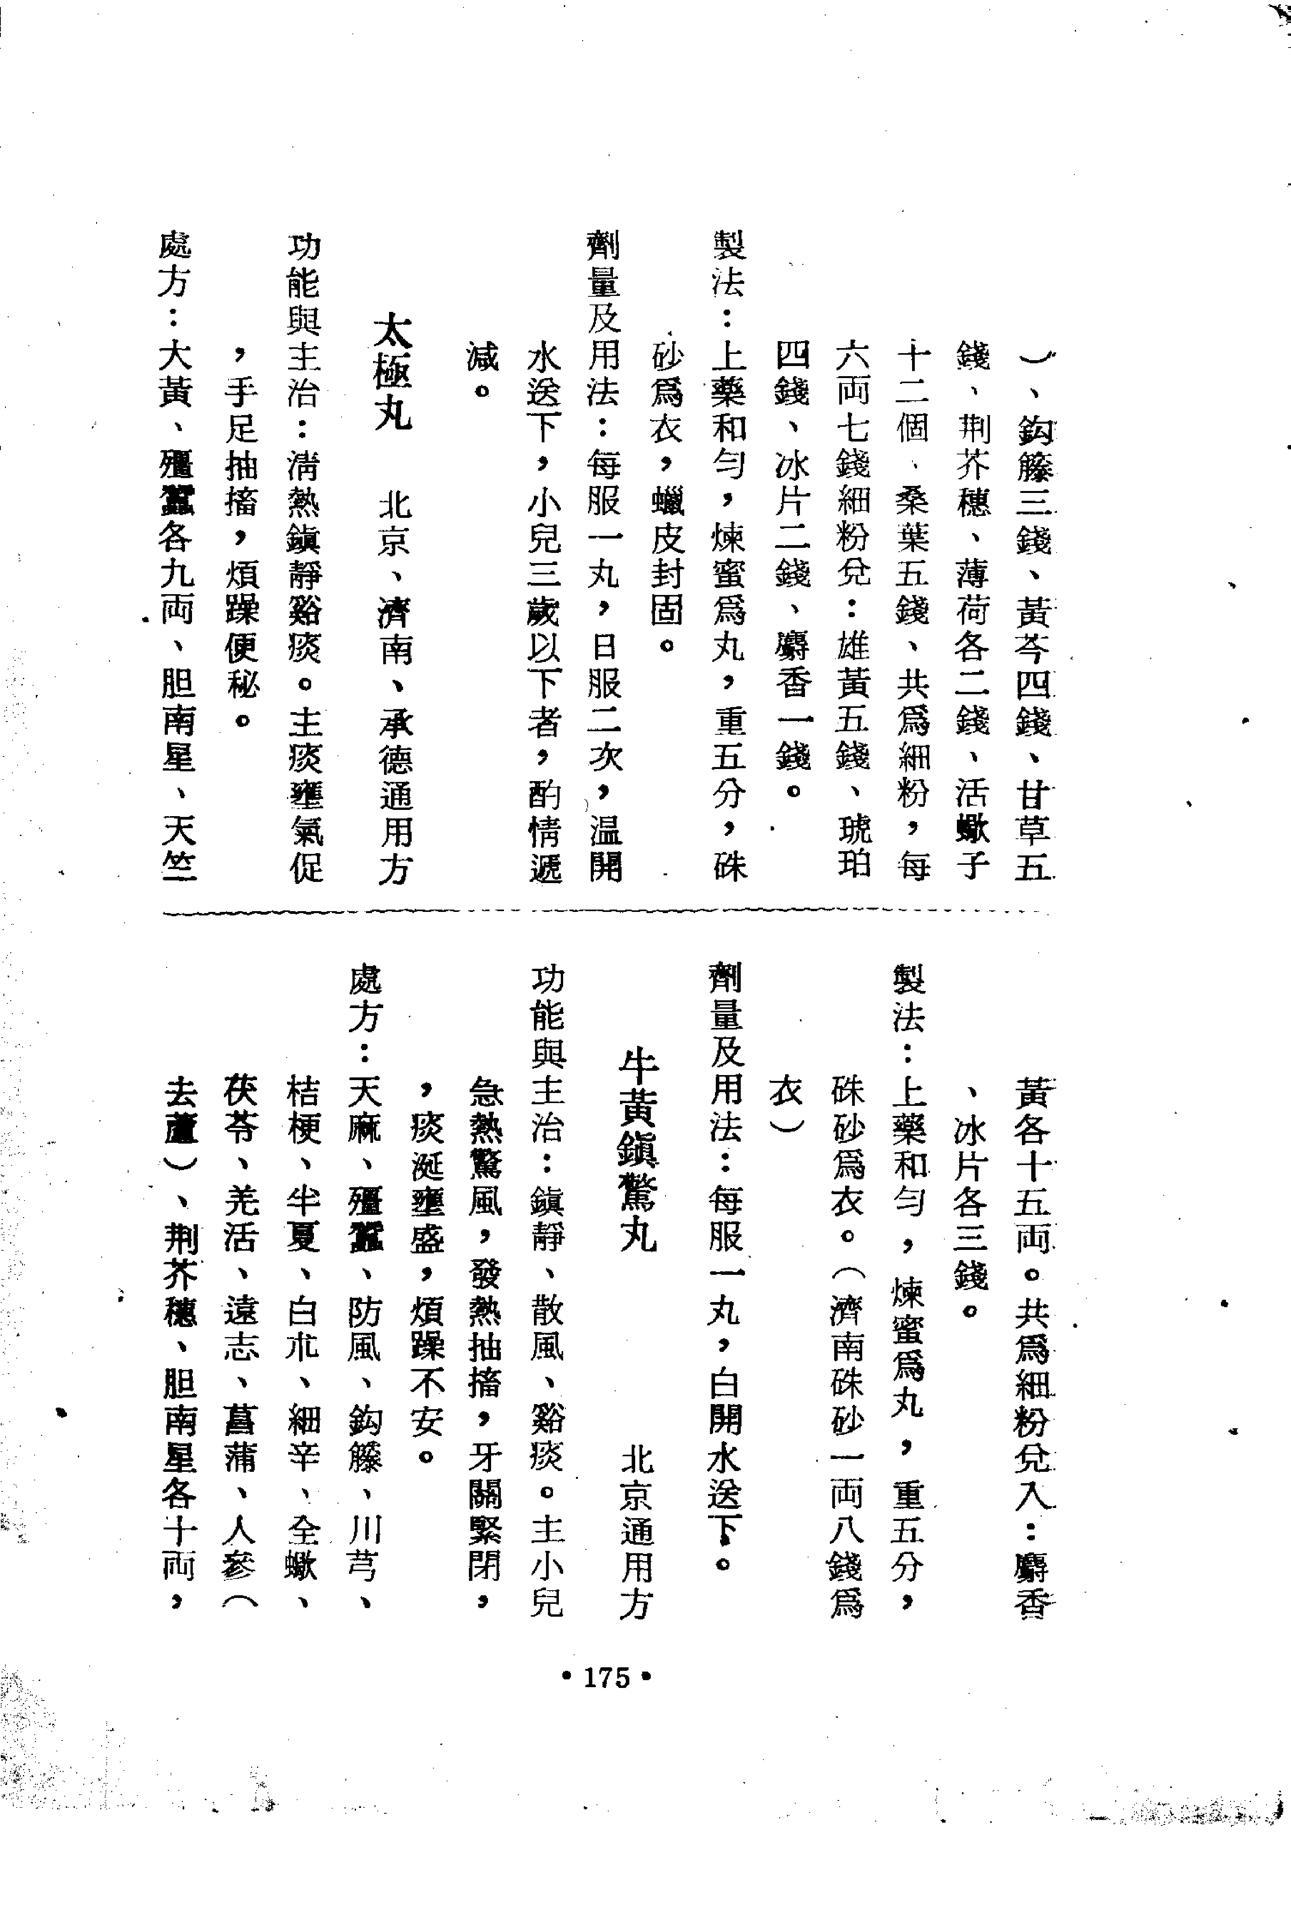 ）、鈎籐三錢、黃芩四錢、甘草五
錢、荆芥穗、薄荷各二錢、活蠍子
十二個、桑葉五錢、共爲細粉，每
六両七錢細粉兌：雄黃五錢、琥珀
四錢、冰片二錢、麝香一錢。
製法：上藥和勻，煉蜜爲丸，重五分，硃
砂爲衣，蠟皮封固。
劑量及用法：每服一丸，日服二次，温開
水送下，小兒三歲以下者，酌情遞
減。
太極丸　北京、濟南、承德通用方
功能與主治：淸熱鎭靜谿痰。主痰壅氣促
，手足抽搐，煩躁便秘。
處方：大黃、殭蠶各九両、胆南星、天竺
黃各十五両。共爲細粉兌入：麝香
、冰片各三錢。
製法：上藥和勻，煉蜜爲丸，重五分，
硃砂爲衣。（濟南硃砂一両八錢爲
衣）
劑量及用法：每服一丸，白開水送下。
牛黃鎭驚丸　北京通用方
功能與主治：鎭靜、散風、谿痰。主小兒
急熱驚風，發熱抽搐，牙關緊閉，
，痰涎壅盛，煩躁不安。
處方：天麻、殭蠶、防風、鈎籐、川芎、
桔梗、半夏、白朮、細辛、全蠍、
茯苓、羌活、遠志、菖蒲、人參（
去蘆）、荆芥穗、胆南星各十両，
• 175 •